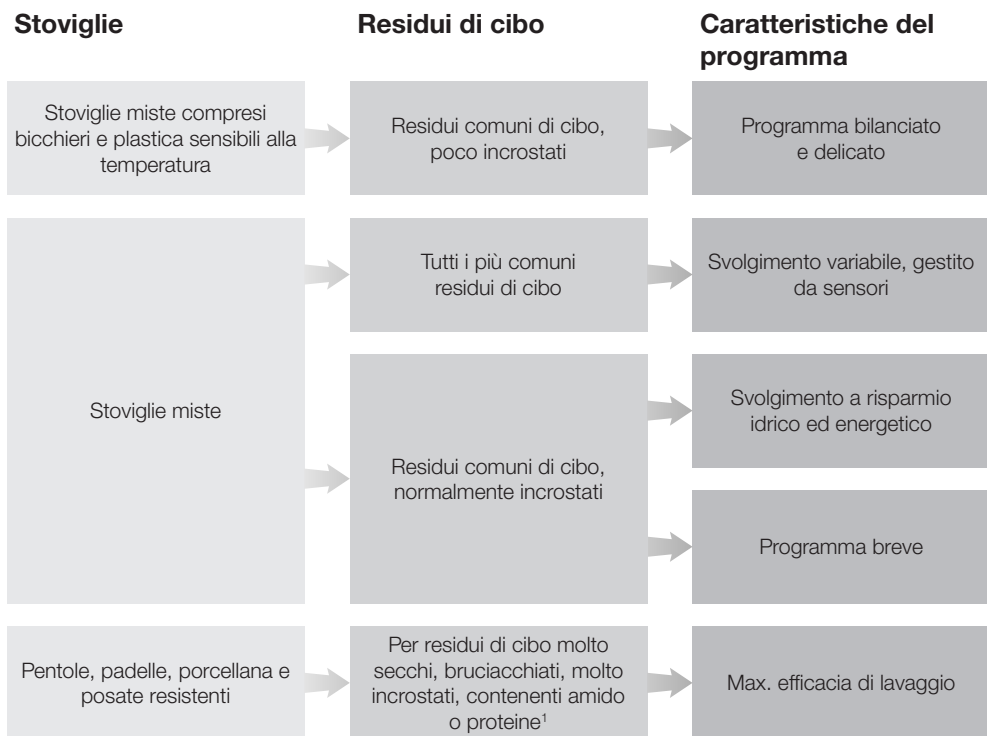 Stoviglie
Residui di cibo
Caratteristiche del
programma
Stoviglie miste compresi
bicchieri e plastica sensibili alla
temperatura
Residui comuni di cibo,
poco incrostati
Programma bilanciato
e delicato
Stoviglie miste
Tutti i più comuni
residui di cibo
Svolgimento variabile, gestito
da sensori
Residui comuni di cibo,
normalmente incrostati
Svolgimento a risparmio
idrico ed energetico
Programma breve
Pentole, padelle, porcellana e
posate resistenti
Per residui di cibo molto
secchi, bruciacchiati, molto
incrostati, contenenti amido
o proteine¹
Max. efficacia di lavaggio